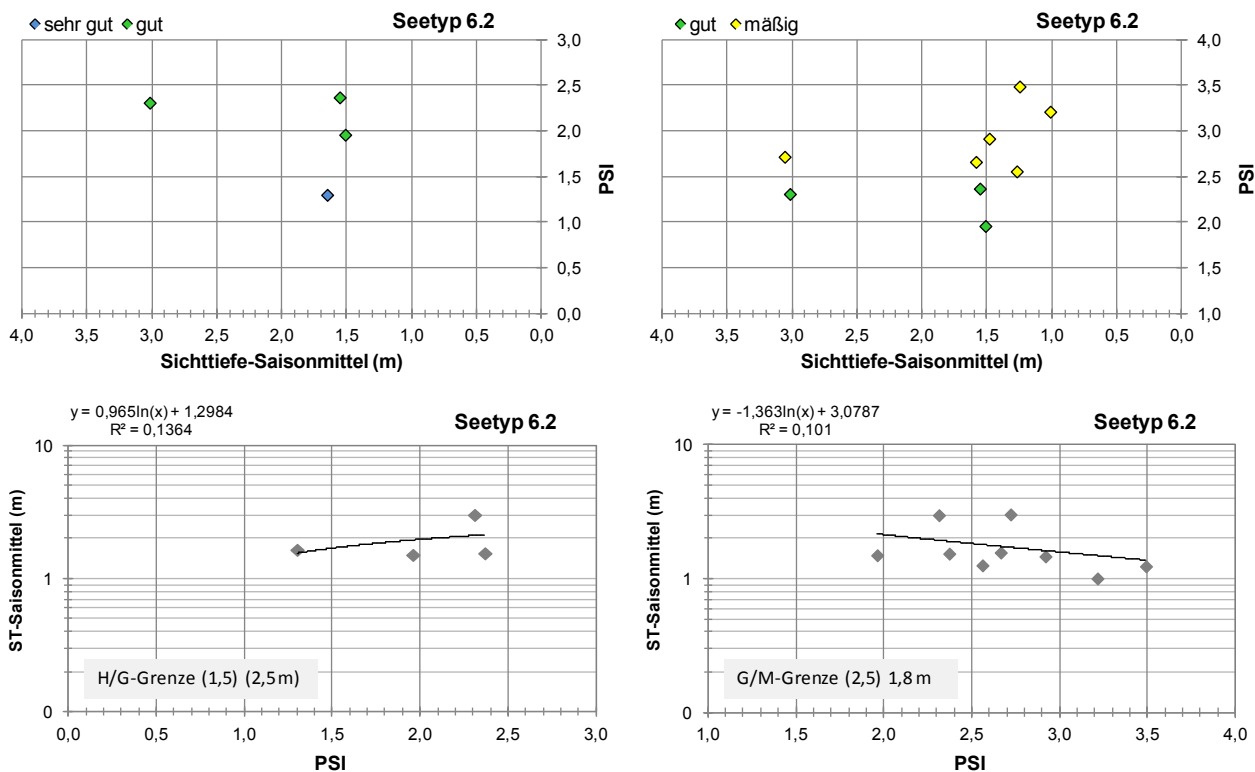 sehr gut gut
Seetyp 6.2
3,0
2,5
2,0
1,5
1,0
0,5
0,0
PSI
4,0 3,5 3,0 2,5 2,0 1,5 1,0 0,5 0,0
Sichttiefe-Saisonmittel (m)
gut mäßig
Seetyp 6.2
4,0
3,5
3,0
2,5
2,0
1,5
1,0
PSI
4,0 3,5 3,0 2,5 2,0 1,5 1,0 0,5 0,0
Sichttiefe-Saisonmittel (m)
y = 0,965ln(x) + 1,2984
R² = 0,1364
Seetyp 6.2
ST-Saisonmittel (m)
10
1
0
H/G-Grenze (1,5) (2,5 m)
0,0 0,5 1,0 1,5 2,0 2,5 3,0
PSI
y = -1,363ln(x) + 3,0787
R² = 0,101
Seetyp 6.2
ST-Saisonmittel (m)
10
1
0
G/M-Grenze (2,5) 1,8 m
1,0 1,5 2,0 2,5 3,0 3,5 4,0
PSI